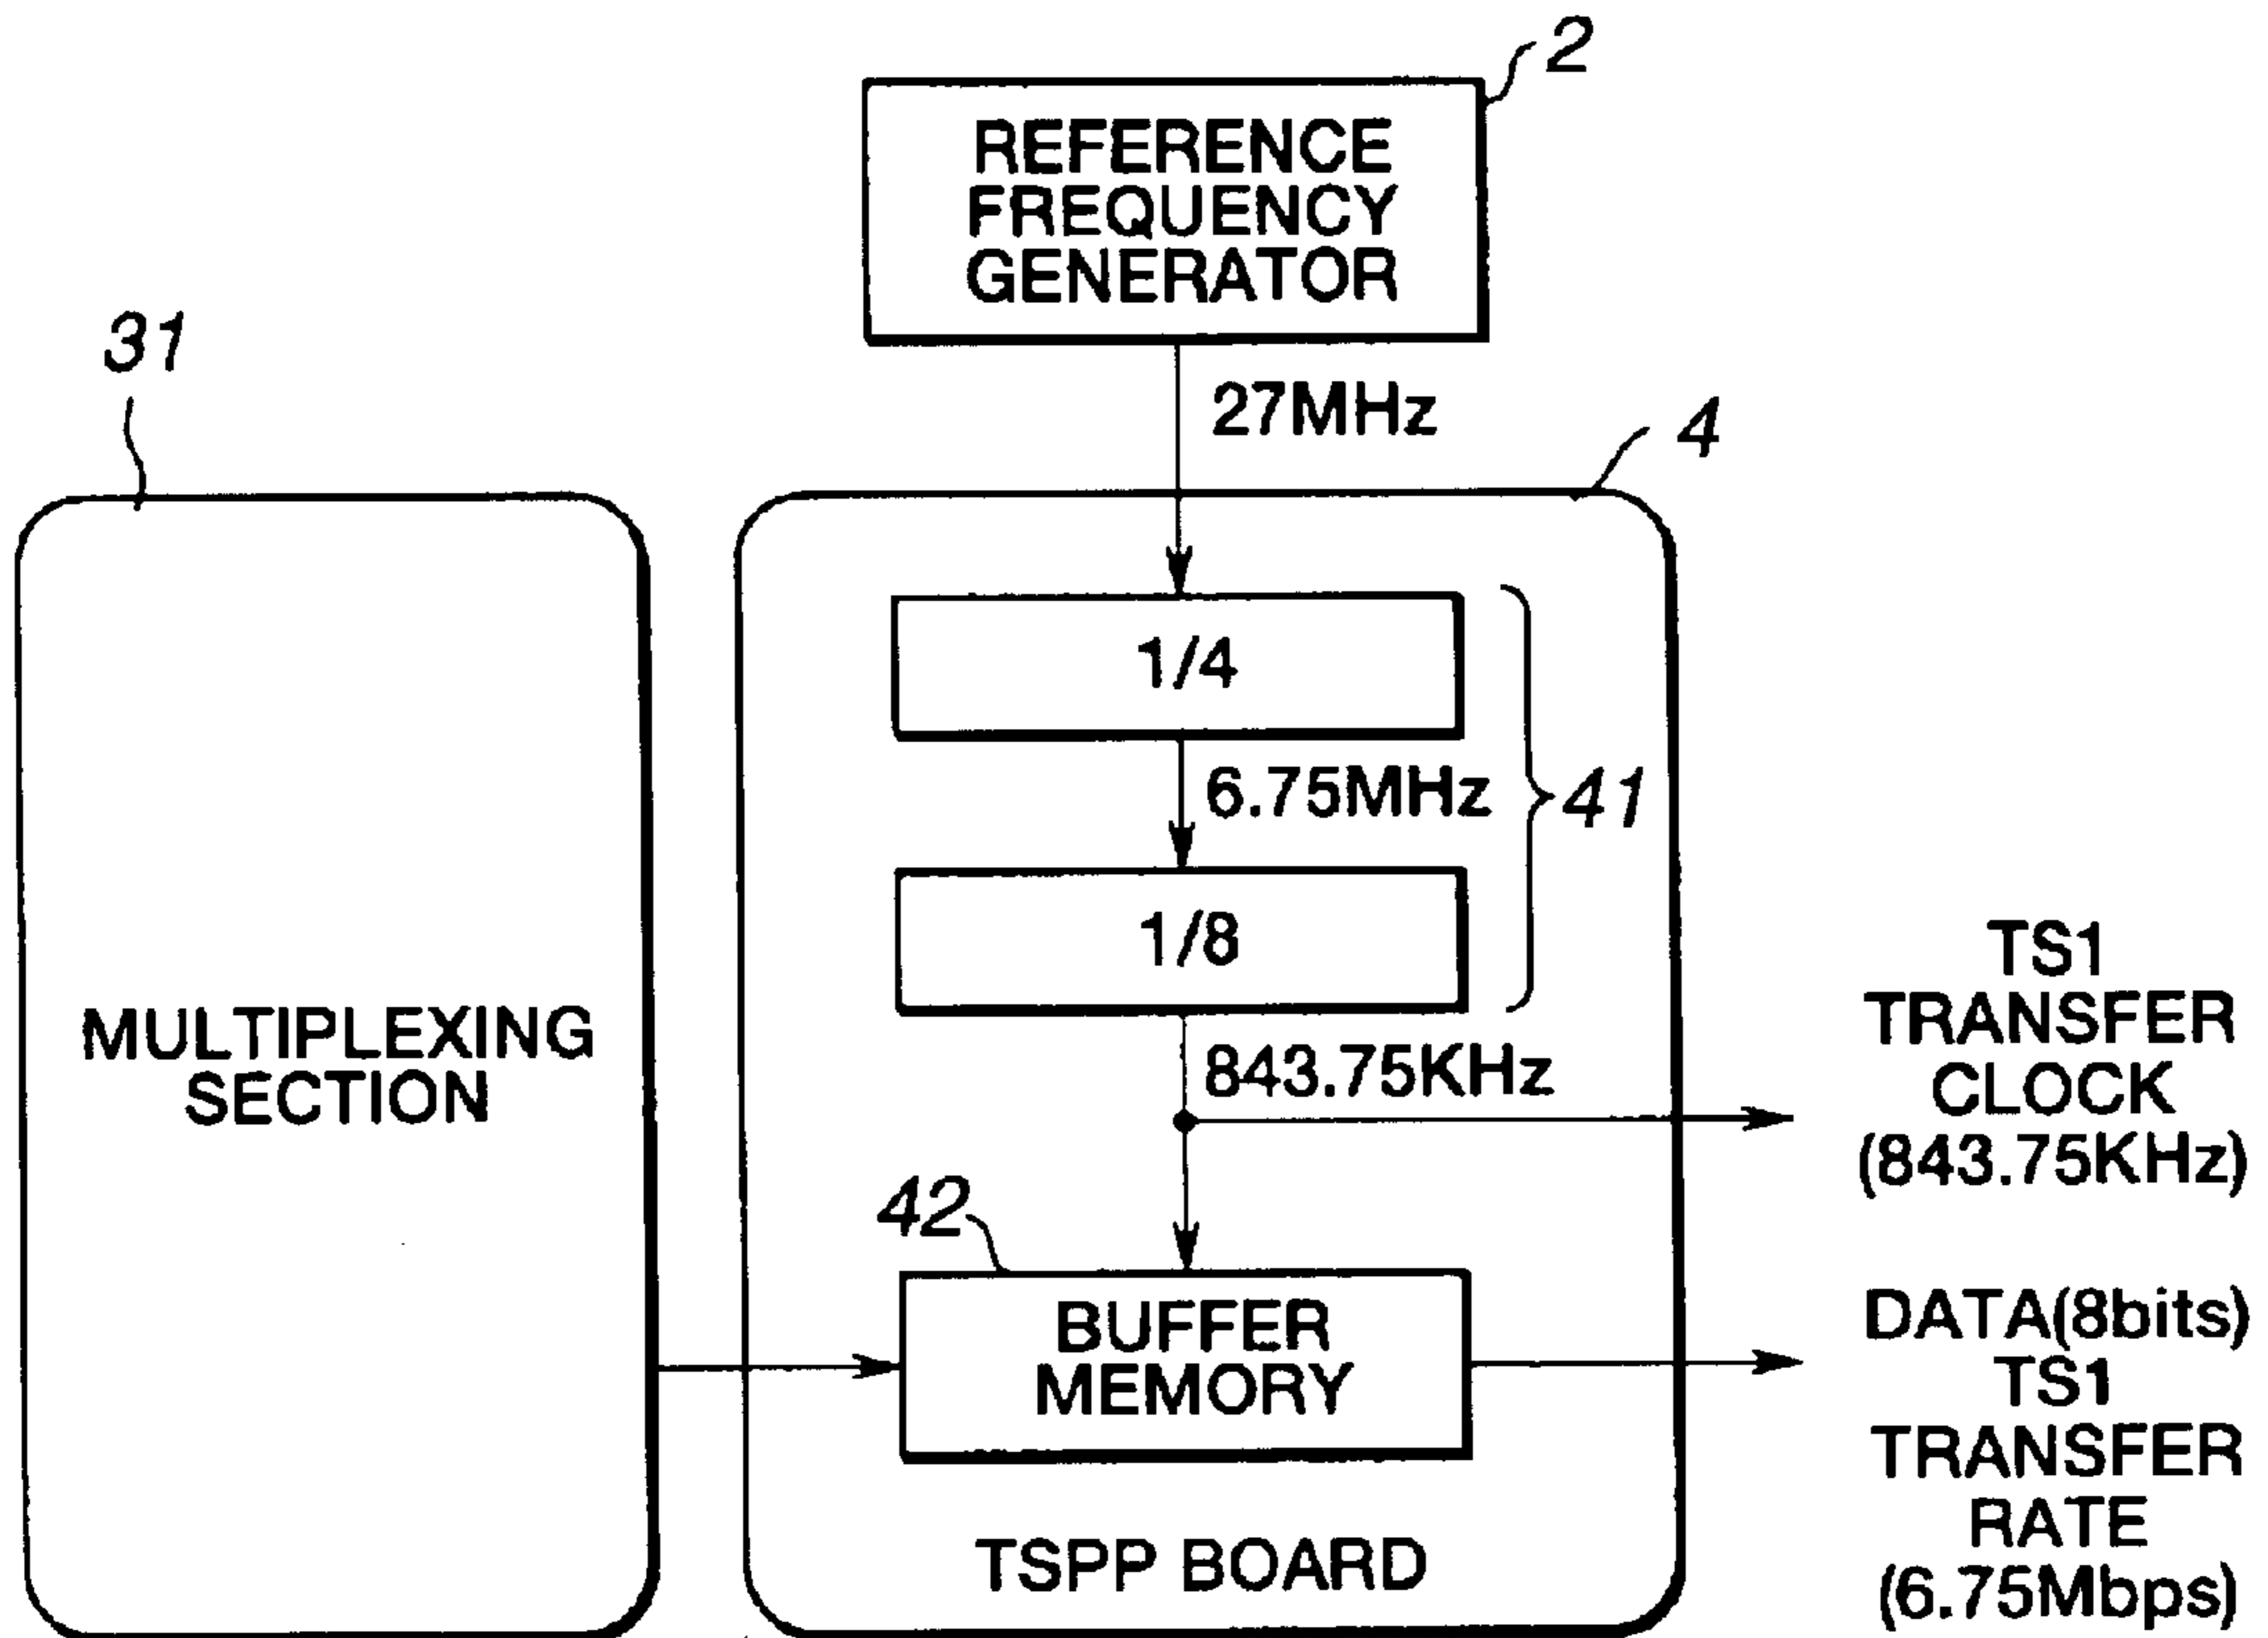 2
REFERENCE
FREQUENCY
GENERATOR
31
27MHz
4
1/4
6.75MHz
41
1/8
MULTIPLEXING
SECTION
843.75KHz
TS1
TRANSFER
CLOCK
(843.75KHz)
42
BUFFER
MEMORY
DATA(8bits)
TS1
TRANSFER
RATE
(6.75Mbps)
TSPP BOARD